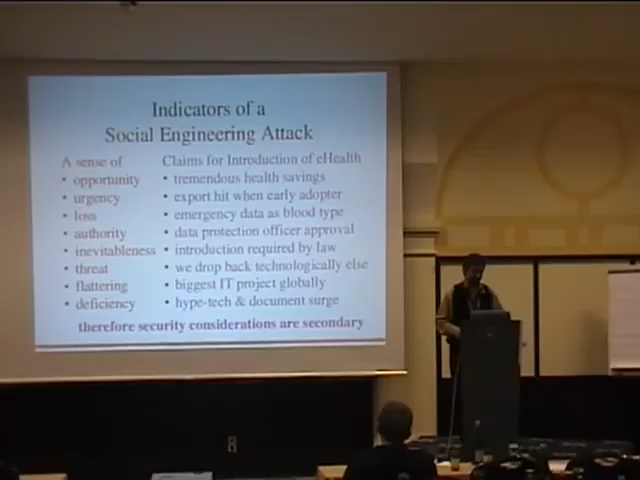 Indicators of a
Social Engineering Attack
A sense of Claims for Introduction of eHealth
• opportunity • tremendous health savings
• urgency • export hit when early adopter
• loss • emergency data as blood type
• authority • data protection officer approval
• inevitableness • introduction required by law
• threat • we drop back technologically else
• flattering • biggest IT project globally
• deficiency • hype-tech & document surge
therefore security considerations are secondary